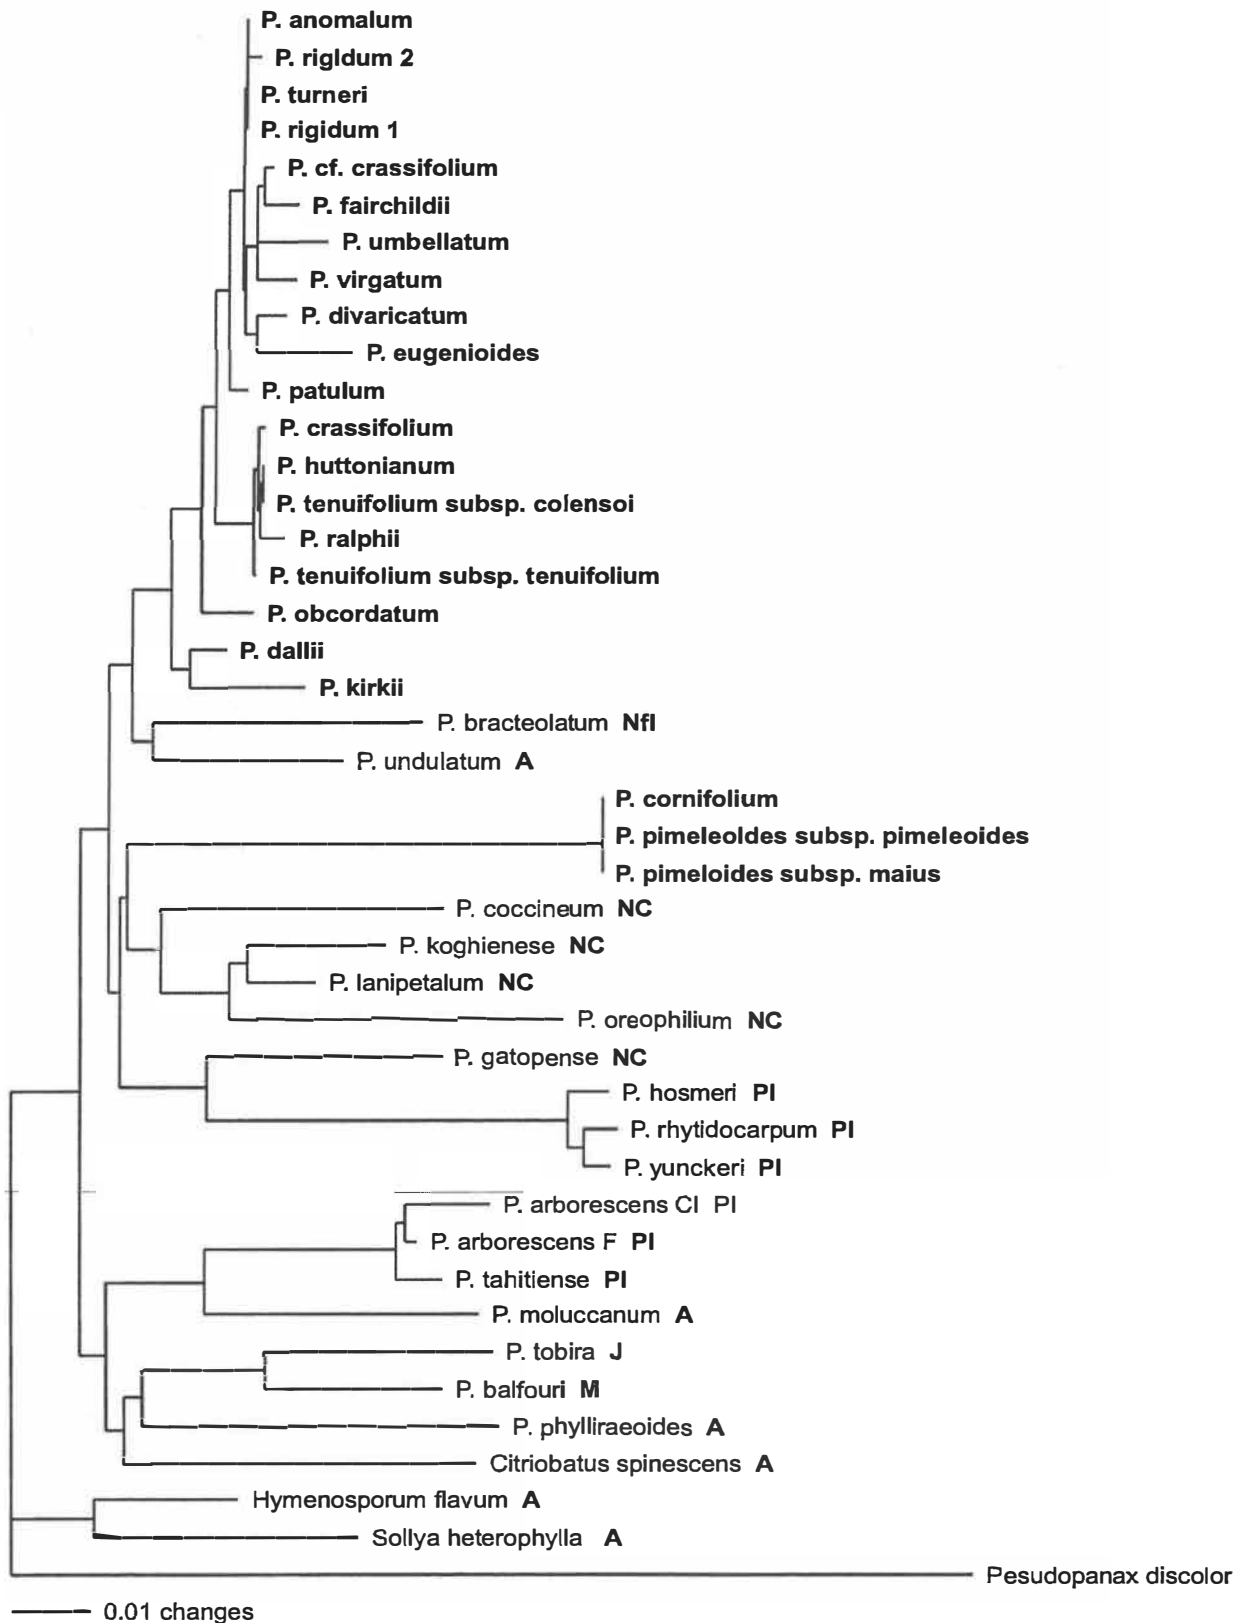 P. anomalum
P. rigldum 2
P. turneri
P. rigidum 1
P. cf. crassifolium
P. fairchildii
P. umbellatum
P. virgatum
P. divaricatum
P. eugenioides
P. patulum
P. crassifolium
P. huttonianum
P. tenuifolium subsp. colensoi
P. ralphii
P. tenuifolium subsp. tenuifolium
P. obcordatum
P. dallii
P. kirkii
P. bracteolatum NfI
P. undulatum A
P. cornifolium
P. pimeleoldes subsp. pimeleoides
P. pimeloides subsp. maius
P. coccineum NC
P. koghienese NC
P. lanipetalum NC
P. oreophilium NC
P. gatopense NC
P. hosmeri PI
P. rhytidocarpum PI
P. yunckeri PI
P. arborescens CI PI
P. arborescens F PI
P. tahitiense PI
P. moluccanum A
P. tobira J
P. balfouri M
P. phylliraeoides A
Citriobatus spinescens A
Hymenosporum flavum A
Sollya heterophylla A
Pesudopanax discolor
0.01 changes